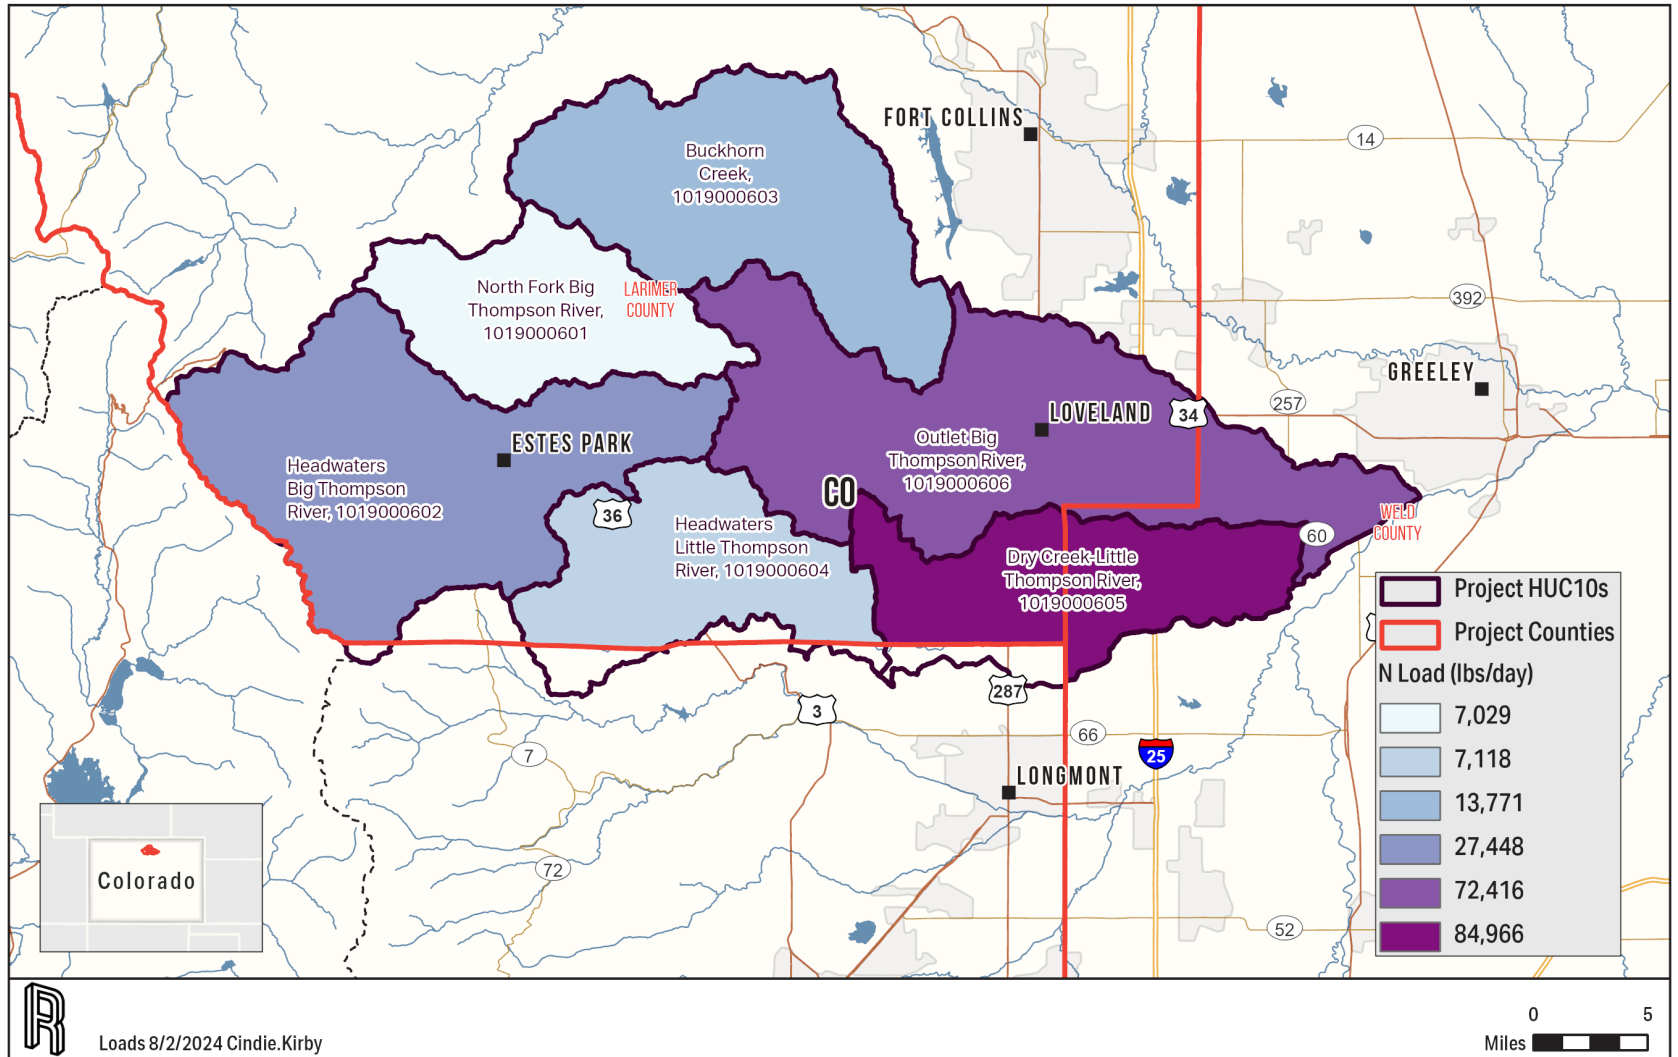 FORT COLLINS
14
Buckhorn
Creek,
1019000603
North Fork Big
Thompson River,
1019000601
LARIMER
COUNTY
392
GREELEY
257
34
LOVELAND
ESTES PARK
Outlet Big
Thompson River,
1019000606
Headwaters
Big Thompson
River, 1019000602
CO
36
Headwaters
Little Thompson
River, 1019000604
WELD
COUNTY
60
Dry Creek-Little
Thompson River,
1019000605
287
3
66
7
25
LONGMONT
72
52
Project HUC10s
Project Counties
N Load (lbs/day)
7,029
7,118
13,771
27,448
72,416
84,966
Colorado
R
Loads 8/2/2024 Cindie.Kirby
0 5
Miles